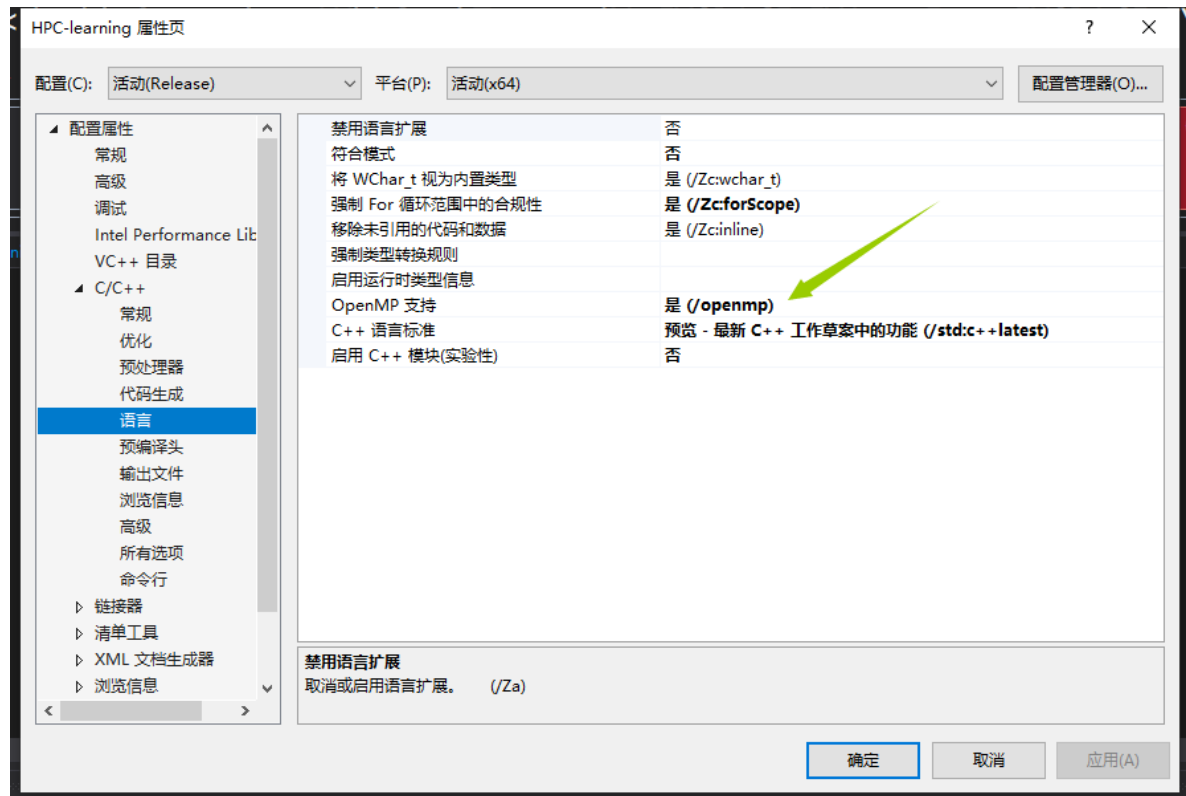 HPC-learning 属性页
配置(C): 活动(Release) 平台(P): 活动(x64) 配置管理器(O)...
配置属性
常规
高级
调试
Intel Performance Lib
VC++ 目录
C/C++
常规
优化
预处理器
代码生成
语言
预编译头
输出文件
浏览信息
高级
所有选项
命令行
链接器
清单工具
XML 文档生成器
浏览信息
禁用语言扩展 否
符合模式 否
将 WChar_t 视为内置类型 是 (/Zc:wchar_t)
强制 For 循环范围中的合规性 是 (/Zc:forScope)
移除未引用的代码和数据 是 (/Zc:inline)
强制类型转换规则
启用运行时类型信息
OpenMP 支持 是 (/openmp)
C++ 语言标准 预览 - 最新 C++ 工作草案中的功能 (/std:c++latest)
启用 C++ 模块(实验性) 否
禁用语言扩展
取消或启用语言扩展。 (/Za)
确定 取消 应用(A)